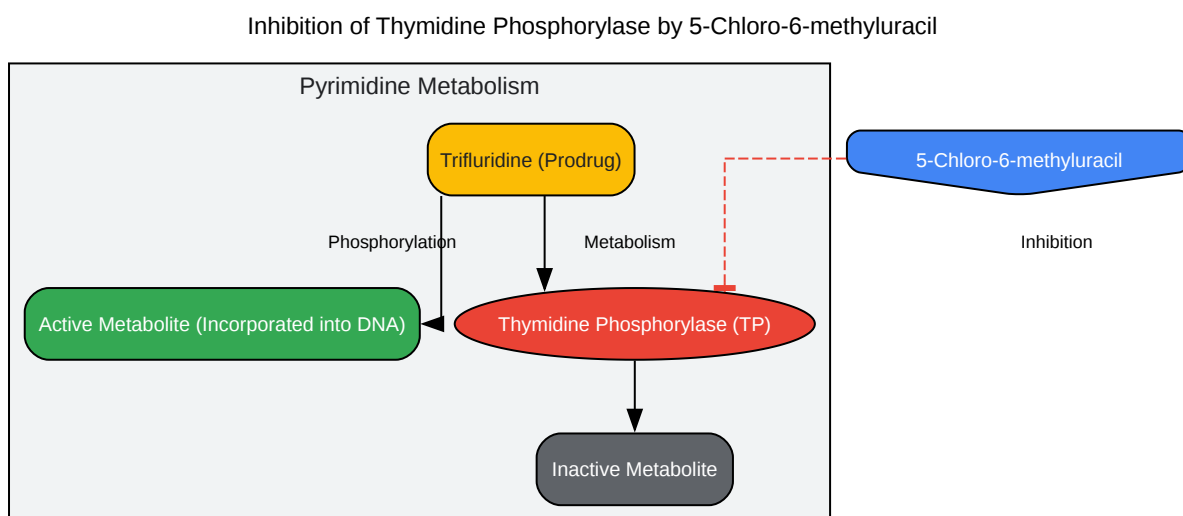 Inhibition of Thymidine Phosphorylase by 5-Chloro-6-methyluracil
Pyrimidine Metabolism
Trifluridine (Prodrug)
5-Chloro-6-methyluracil
Phosphorylation
Metabolism
Inhibition
Active Metabolite (Incorporated into DNA)
Thymidine Phosphorylase (TP)
Inactive Metabolite